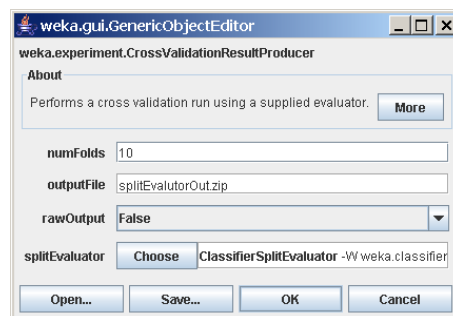 weka.gui.GenericObjectEditor
weka.experiment.CrossValidationResultProducer
About
Performs a cross validation run using a supplied evaluator. More
numFolds 10
outputFile splitEvalutorOut.zip
rawOutput False
splitEvaluator Choose ClassifierSplitEvaluator -W weka.classifier
Open... Save... OK Cancel